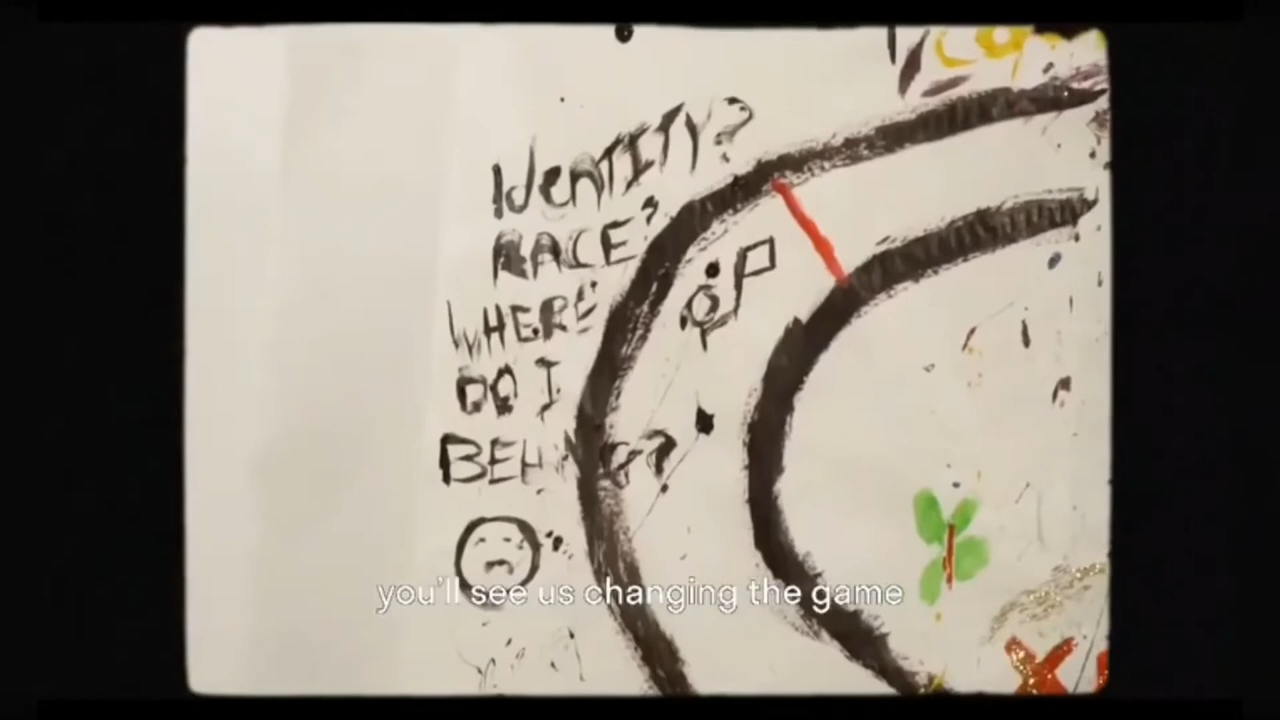 IdenTITY?
RACE?
WHERE
DO I
you'll see us changing the game